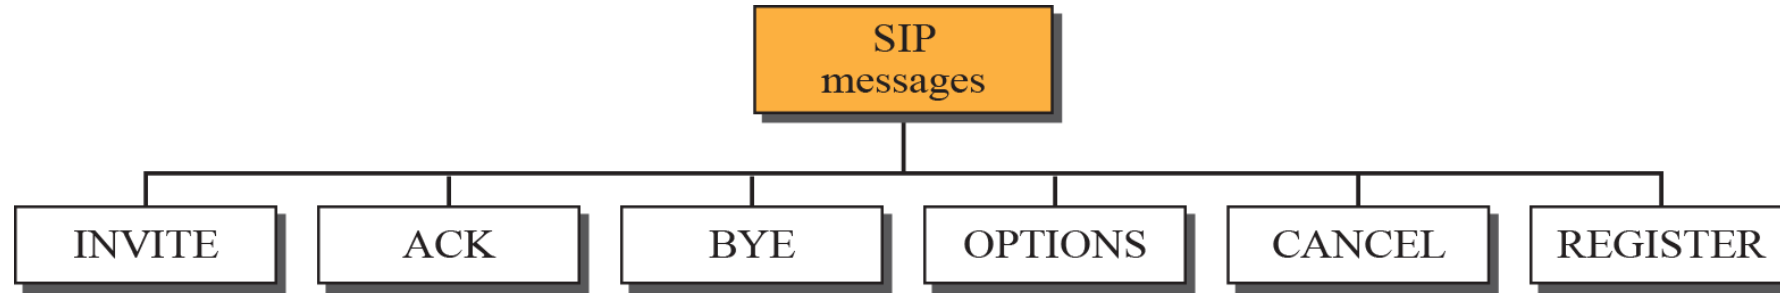 SIP
messages
INVITE
ACK
BYE
OPTIONS
CANCEL
REGISTER